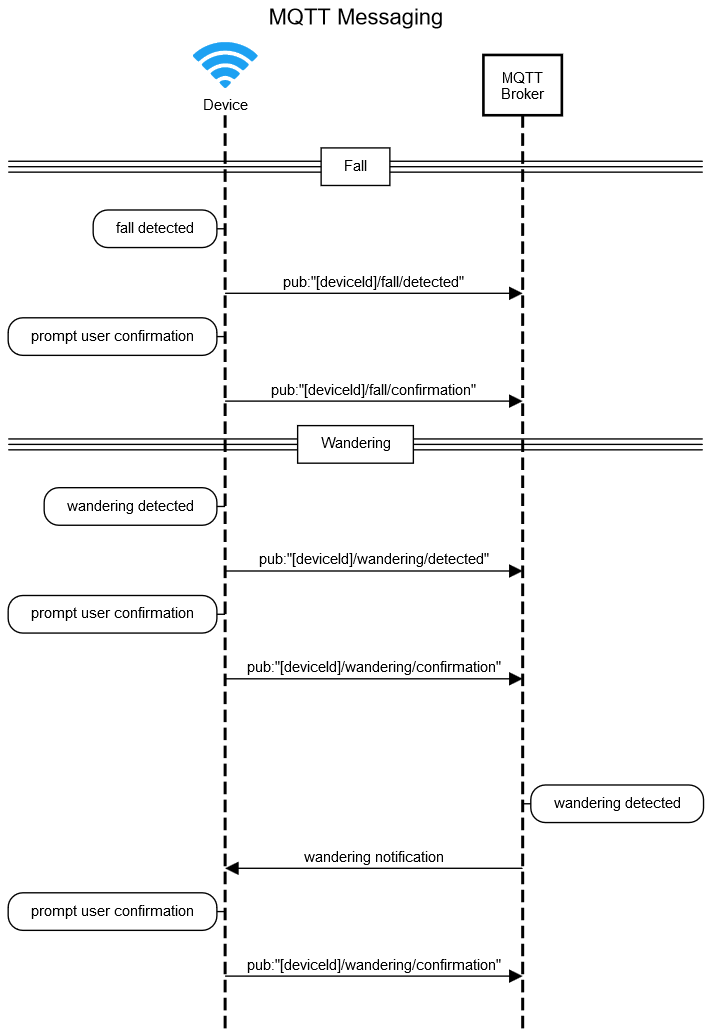 MQTT Messaging
Device
MQTT
Broker
Fall
fall detected
pub:"[deviceId]/fall/detected"
prompt user confirmation
pub:"[deviceId]/fall/confirmation"
Wandering
wandering detected
pub:"[deviceId]/wandering/detected"
prompt user confirmation
pub:"[deviceId]/wandering/confirmation"
wandering detected
wandering notification
prompt user confirmation
pub:"[deviceId]/wandering/confirmation"